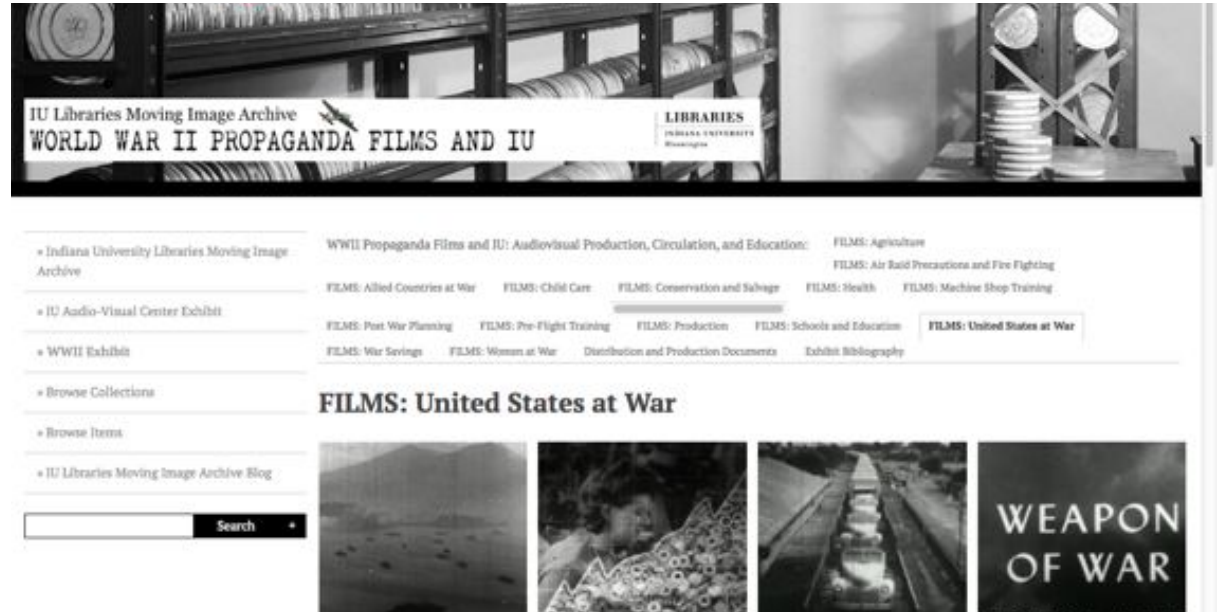 IU Libraries Moving Image Archive
WORLD WAR II PROPAGANDA FILMS AND IU
LIBRARIES
INDIANA UNIVERSITY
Bloomington
» Indiana University Libraries Moving Image
Archive
» IU Audio-Visual Center Exhibit
» WWII Exhibit
» Browse Collections
» Browse Items
» IU Libraries Moving Image Archive Blog
Search +
WWII Propaganda Films and IU: Audiovisual Production, Circulation, and Education: FILMS: Agriculture
FILMS: Air Raid Precautions and Fire Fighting
FILMS: Allied Countries at War FILMS: Child Care FILMS: Conservation and Salvage FILMS: Health FILMS: Machine Shop Training
FILMS: Post War Planning FILMS: Pre-Flight Training FILMS: Production FILMS: Schools and Education FILMS: United States at War
FILMS: War Savings FILMS: Women at War Distribution and Production Documents Exhibit Bibliography
FILMS: United States at War
WEAPON
OF WAR